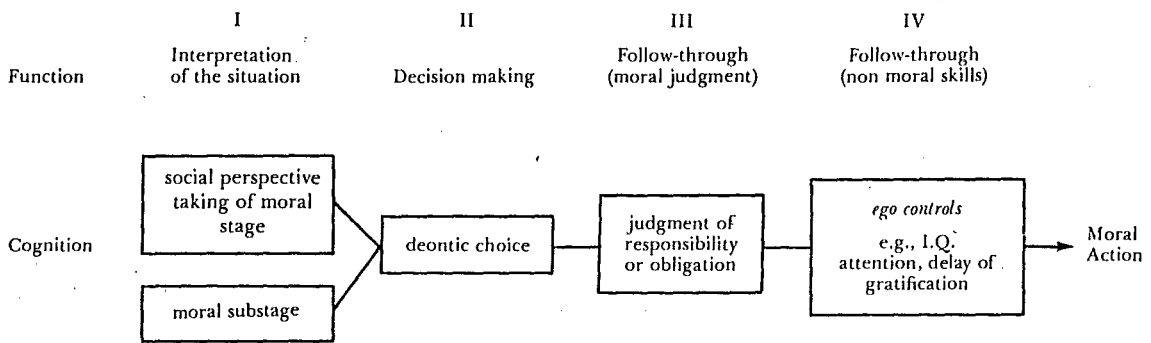 I
II
III
IV
Function
Interpretation
of the situation
Decision making
Follow-through
(moral judgment)
Follow-through
(non moral skills)
Cognition
social perspective
taking of moral
stage
moral substage
deontic choice
judgment of
responsibility
or obligation
ego controls
e.g., I.Q.
attention, delay of
gratification
Moral
Action